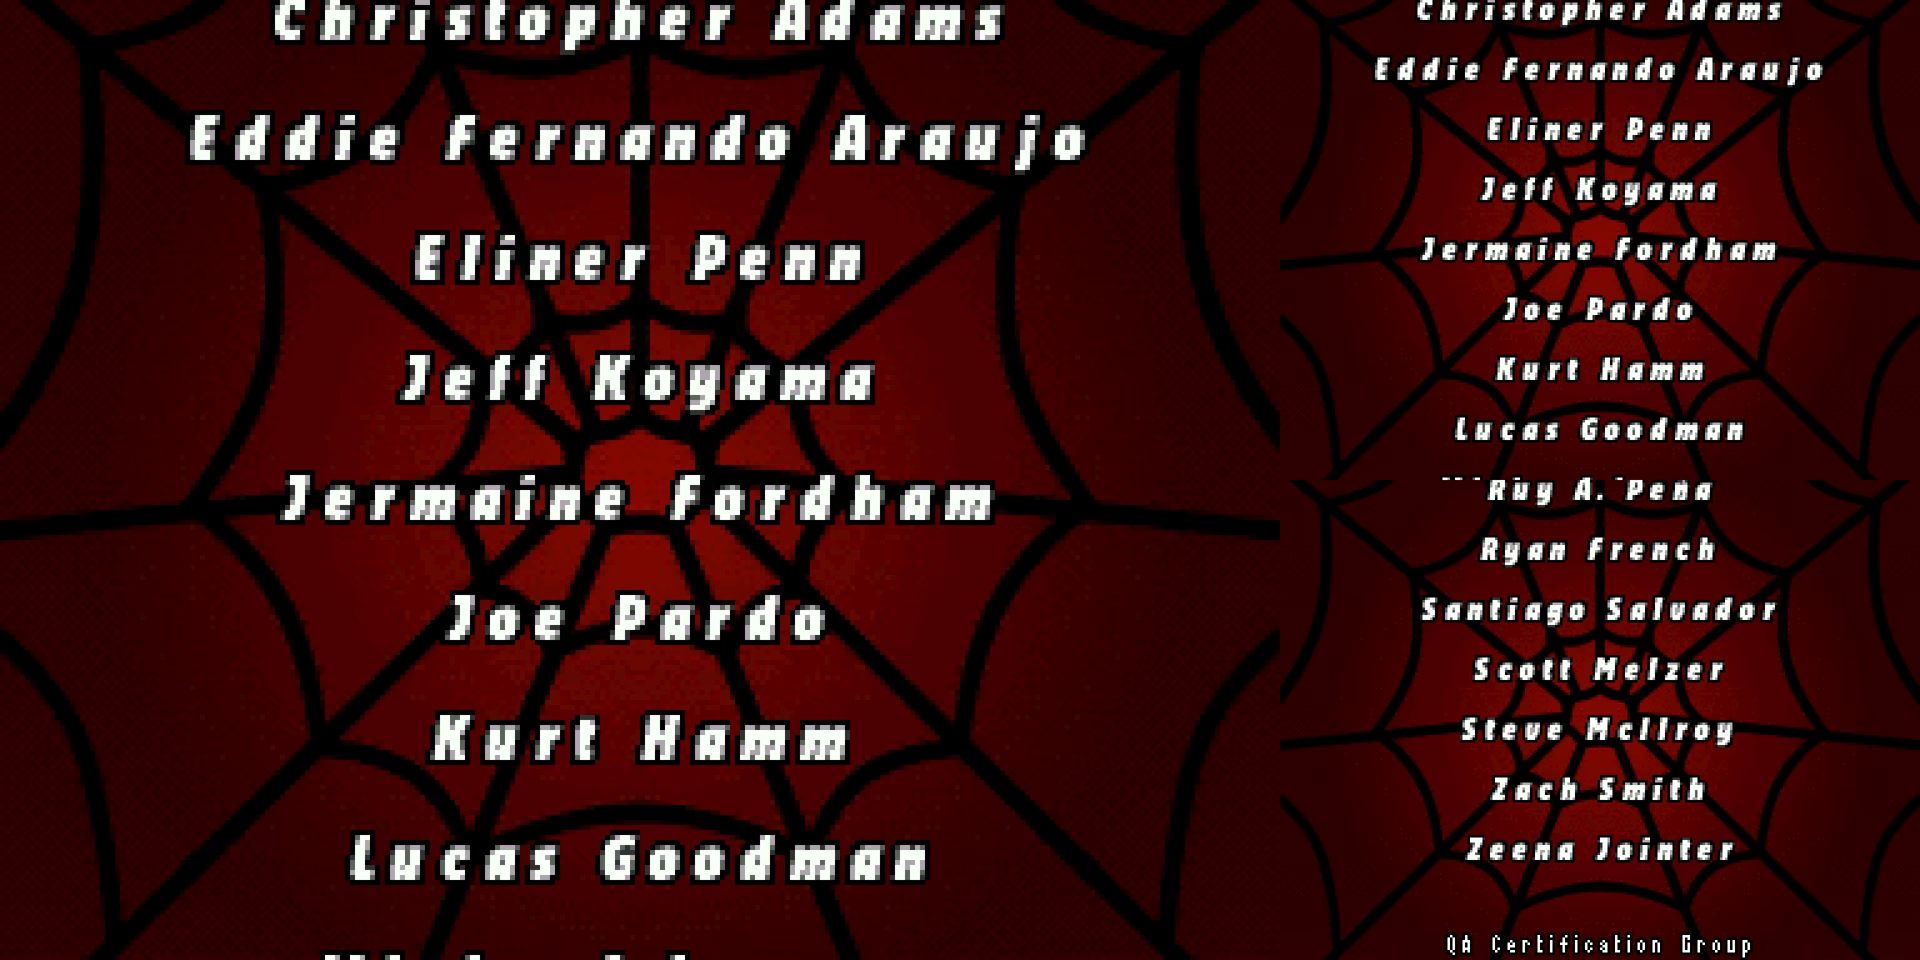 Christopher Adams
Eddie Fernando Araujo
Eliner Penn
Jeff Koyama
Jermaine Fordham
Joe Pardo
Kurt Hamm
Lucas Goodman
Christopher Adams
Eddie Fernando Araujo
Eliner Penn
Jeff Koyama
Jermaine Fordham
Joe Pardo
Kurt Hamm
Lucas Goodman
Ruy A. Pena
Ryan French
Santiago Salvador
Scott Melzer
Steve McIlroy
Zach Smith
Zeena Jointer
QA Certification Group